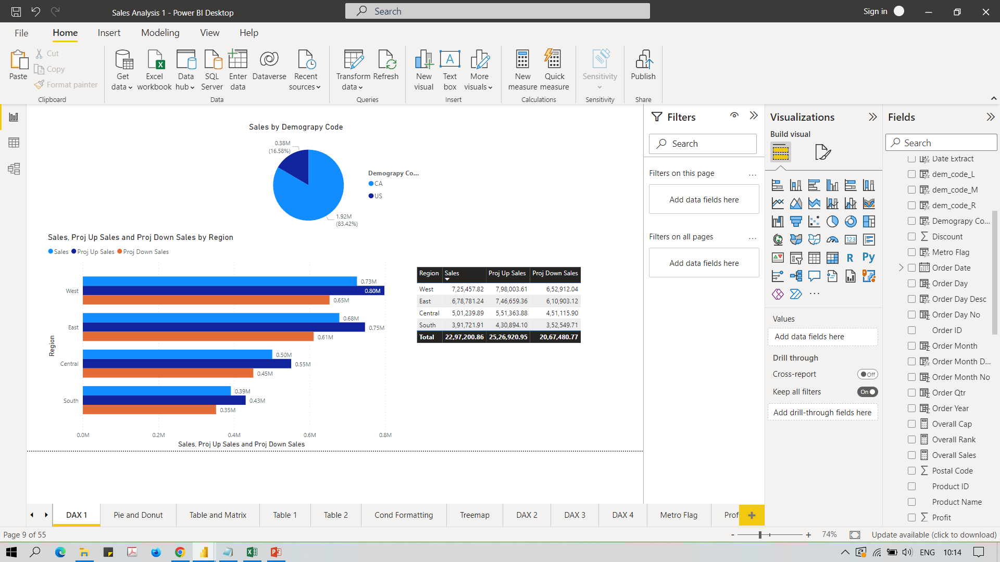 Sales Analysis 1 - Power BI Desktop
Search
Sign in
File Home Insert Modeling View Help
Paste
Cut
Copy
Format painter
Clipboard
Get data
Excel workbook
Data hub
SQL Server
Enter data
Dataverse
Recent sources
Data
Transform data
Refresh
Queries
New visual
Text box
More visuals
Insert
New measure
Quick measure
Calculations
Sensitivity
Sensitivity
Publish
Share
Sales by Demograpy Code
0.38M
(16.58%)
1.92M
(83.42%)
Demograpy Co...
CA
US
Sales, Proj Up Sales and Proj Down Sales by Region
Sales Proj Up Sales Proj Down Sales
Region
West
0.73M
0.80M
0.65M
East
0.68M
0.75M
0.61M
Central
0.50M
0.55M
0.45M
South
0.39M
0.43M
0.35M
0.0M 0.2M 0.4M 0.6M 0.8M
Sales, Proj Up Sales and Proj Down Sales
Region Sales Proj Up Sales Proj Down Sales
West 7,25,457.82 7,98,003.61 6,52,912.04
East 6,78,781.24 7,46,659.36 6,10,903.12
Central 5,01,239.89 5,51,363.88 4,51,115.90
South 3,91,721.91 4,30,894.10 3,52,549.71
Total 22,97,200.86 25,26,920.95 20,67,480.77
Filters
Search
Filters on this page ...
Add data fields here
Filters on all pages ...
Add data fields here
Visualizations
Build visual
123
R Py
...
Values
Add data fields here
Drill through
Cross-report Off
Keep all filters On
Add drill-through fields here
Fields
Search
Date Extract
dem_code_L
dem_code_M
dem_code_R
Demograpy Co...
Discount
Metro Flag
Order Date
Order Day
Order Day Desc
Order Day No
Order ID
Order Month
Order Month D...
Order Month No
Order Qtr
Order Year
Overall Cap
Overall Rank
Overall Sales
Postal Code
Product ID
Product Name
Profit
DAX 1 Pie and Donut Table and Matrix Table 1 Table 2 Cond Formatting Treemap DAX 2 DAX 3 DAX 4 Metro Flag Prof
Page 9 of 55
- + 74%
Update available (click to download)
ENG 10:14